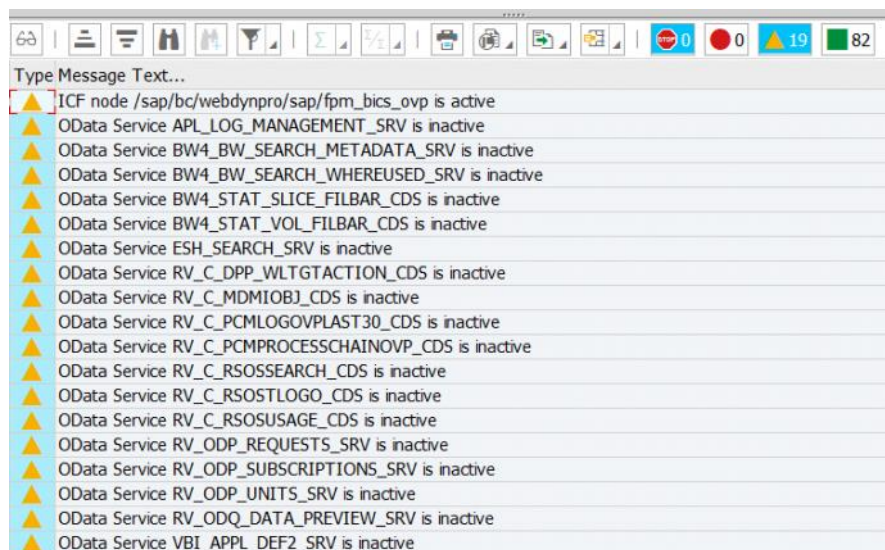 STOP 0 0 19 82
Type Message Text...
ICF node /sap/bc/webdynpro/sap/fpm_bics_ovp is active
OData Service APL_LOG_MANAGEMENT_SRV is inactive
OData Service BW4_BW_SEARCH_METADATA_SRV is inactive
OData Service BW4_BW_SEARCH_WHEREUSED_SRV is inactive
OData Service BW4_STAT_SLICE_FILBAR_CDS is inactive
OData Service BW4_STAT_VOL_FILBAR_CDS is inactive
OData Service ESH_SEARCH_SRV is inactive
OData Service RV_C_DPP_WLTGTACTION_CDS is inactive
OData Service RV_C_MDMIOBJ_CDS is inactive
OData Service RV_C_PCMLOGOVPLAST30_CDS is inactive
OData Service RV_C_PCMPROCESSCHAINOVP_CDS is inactive
OData Service RV_C_RSOSSEARCH_CDS is inactive
OData Service RV_C_RSOSTLOGO_CDS is inactive
OData Service RV_C_RSOSUSAGE_CDS is inactive
OData Service RV_ODP_REQUESTS_SRV is inactive
OData Service RV_ODP_SUBSCRIPTIONS_SRV is inactive
OData Service RV_ODP_UNITS_SRV is inactive
OData Service RV_ODQ_DATA_PREVIEW_SRV is inactive
OData Service VBI_APPL_DEF2_SRV is inactive